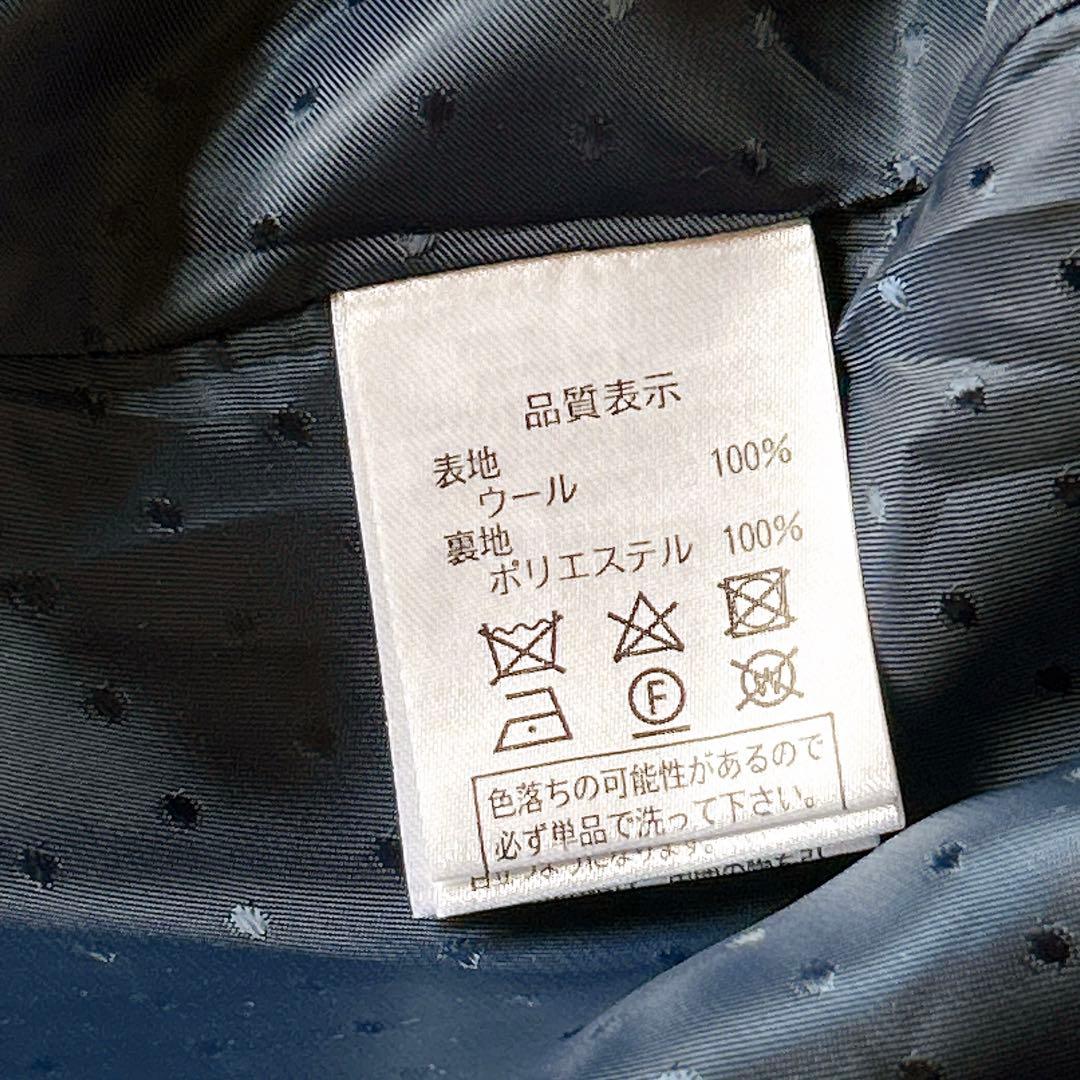 品質表示
表地
ウール 100%
裏地
ポリエステル 100%
F
W
色落ちの可能性があるので
必ず単品で洗って下さい。